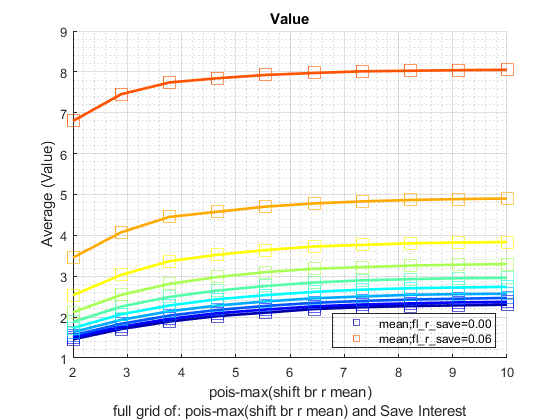 Value
9
8
7
6
5
4
3
2
1
Average (Value)
mean;fl_r_save=0.00
mean;fl_r_save=0.06
2 3 4 5 6 7 8 9 10
pois-max(shift br r mean)
full grid of: pois-max(shift br r mean) and Save Interest